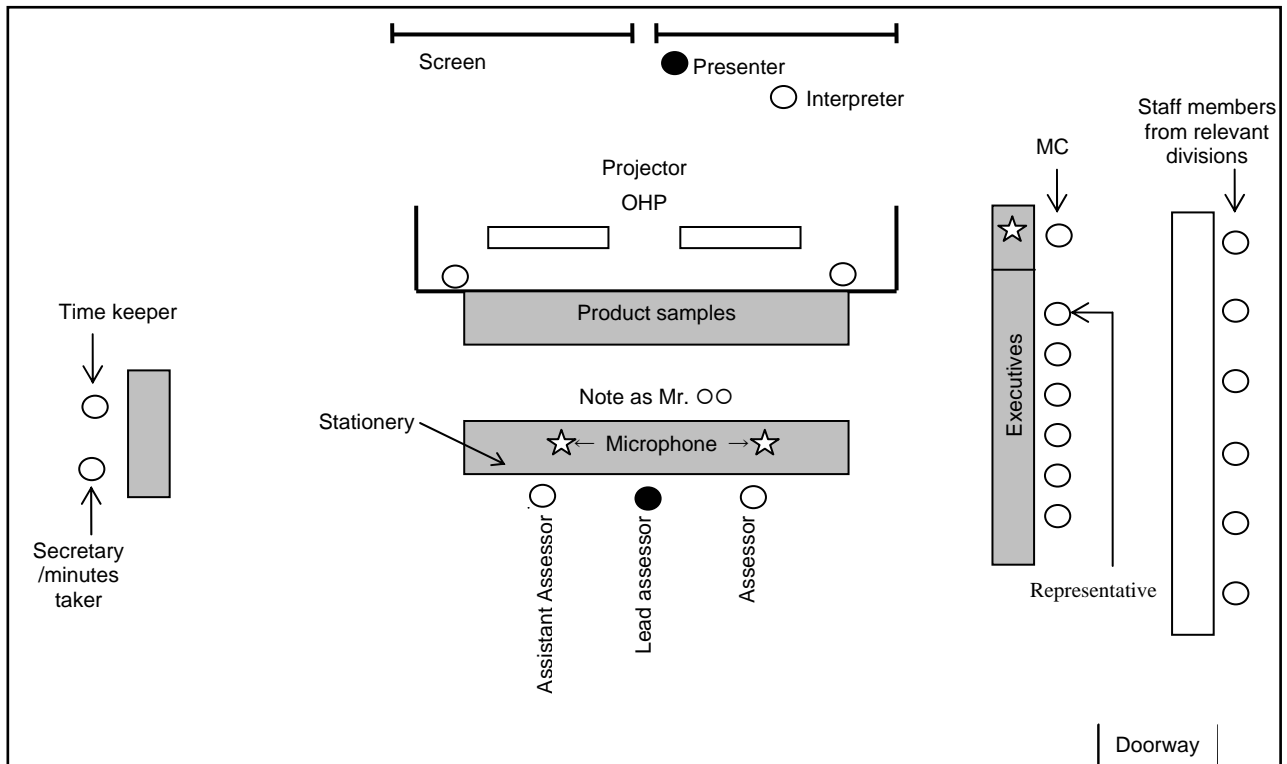 Screen
Presenter
Interpreter
Staff members
from relevant
divisions
MC
Projector
OHP
Time keeper
Product samples
Executives
Note as Mr. ○○
Stationery
← Microphone →
Secretary
/minutes
taker
Assistant Assessor
Lead assessor
Assessor
Representative
Doorway